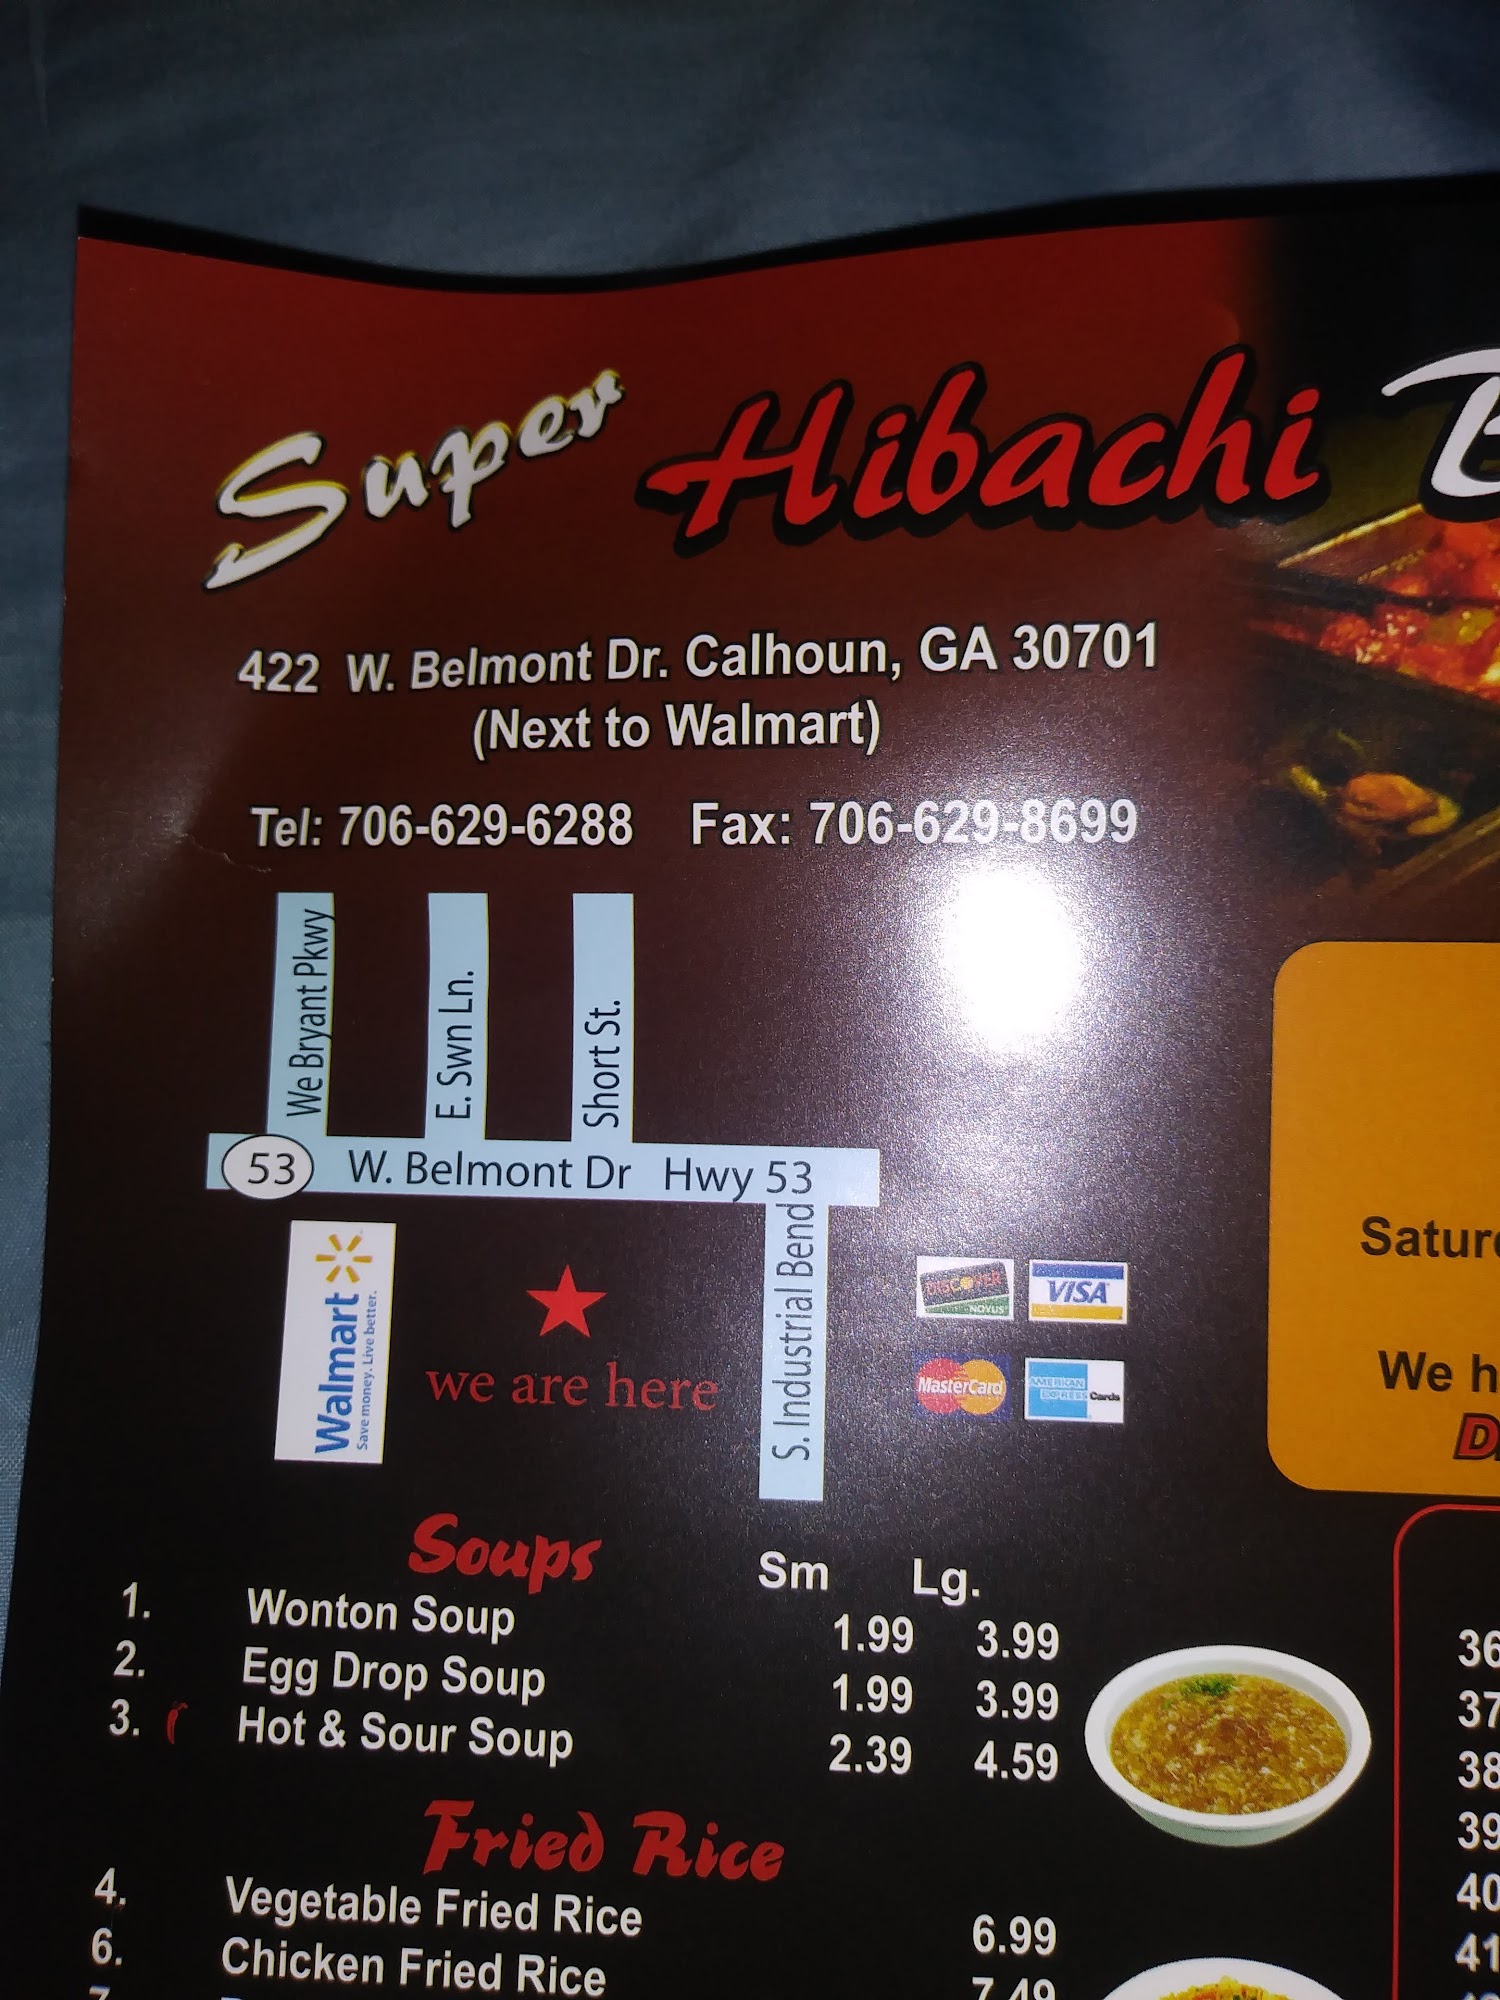 Super Hibachi B
422 W. Belmont Dr. Calhoun, GA 30701
(Next to Walmart)
Tel: 706-629-6288 Fax: 706-629-8699
We Bryant Pkwy
E. Swn Ln.
Short St.
53 W. Belmont Dr Hwy 53
S. Industrial Bend
Walmart
Save money. Live better.
we are here
DISCOVER
NOVUS
VISA
MasterCard
AMERICAN
EXPRESS Cards
Satur
We h
D
Soups Sm Lg.
1. Wonton Soup 1.99 3.99
2. Egg Drop Soup 1.99 3.99
3. Hot & Sour Soup 2.39 4.59
Fried Rice
4. Vegetable Fried Rice 6.99
6. Chicken Fried Rice 7.49
7.
36
37
38
39
40
41